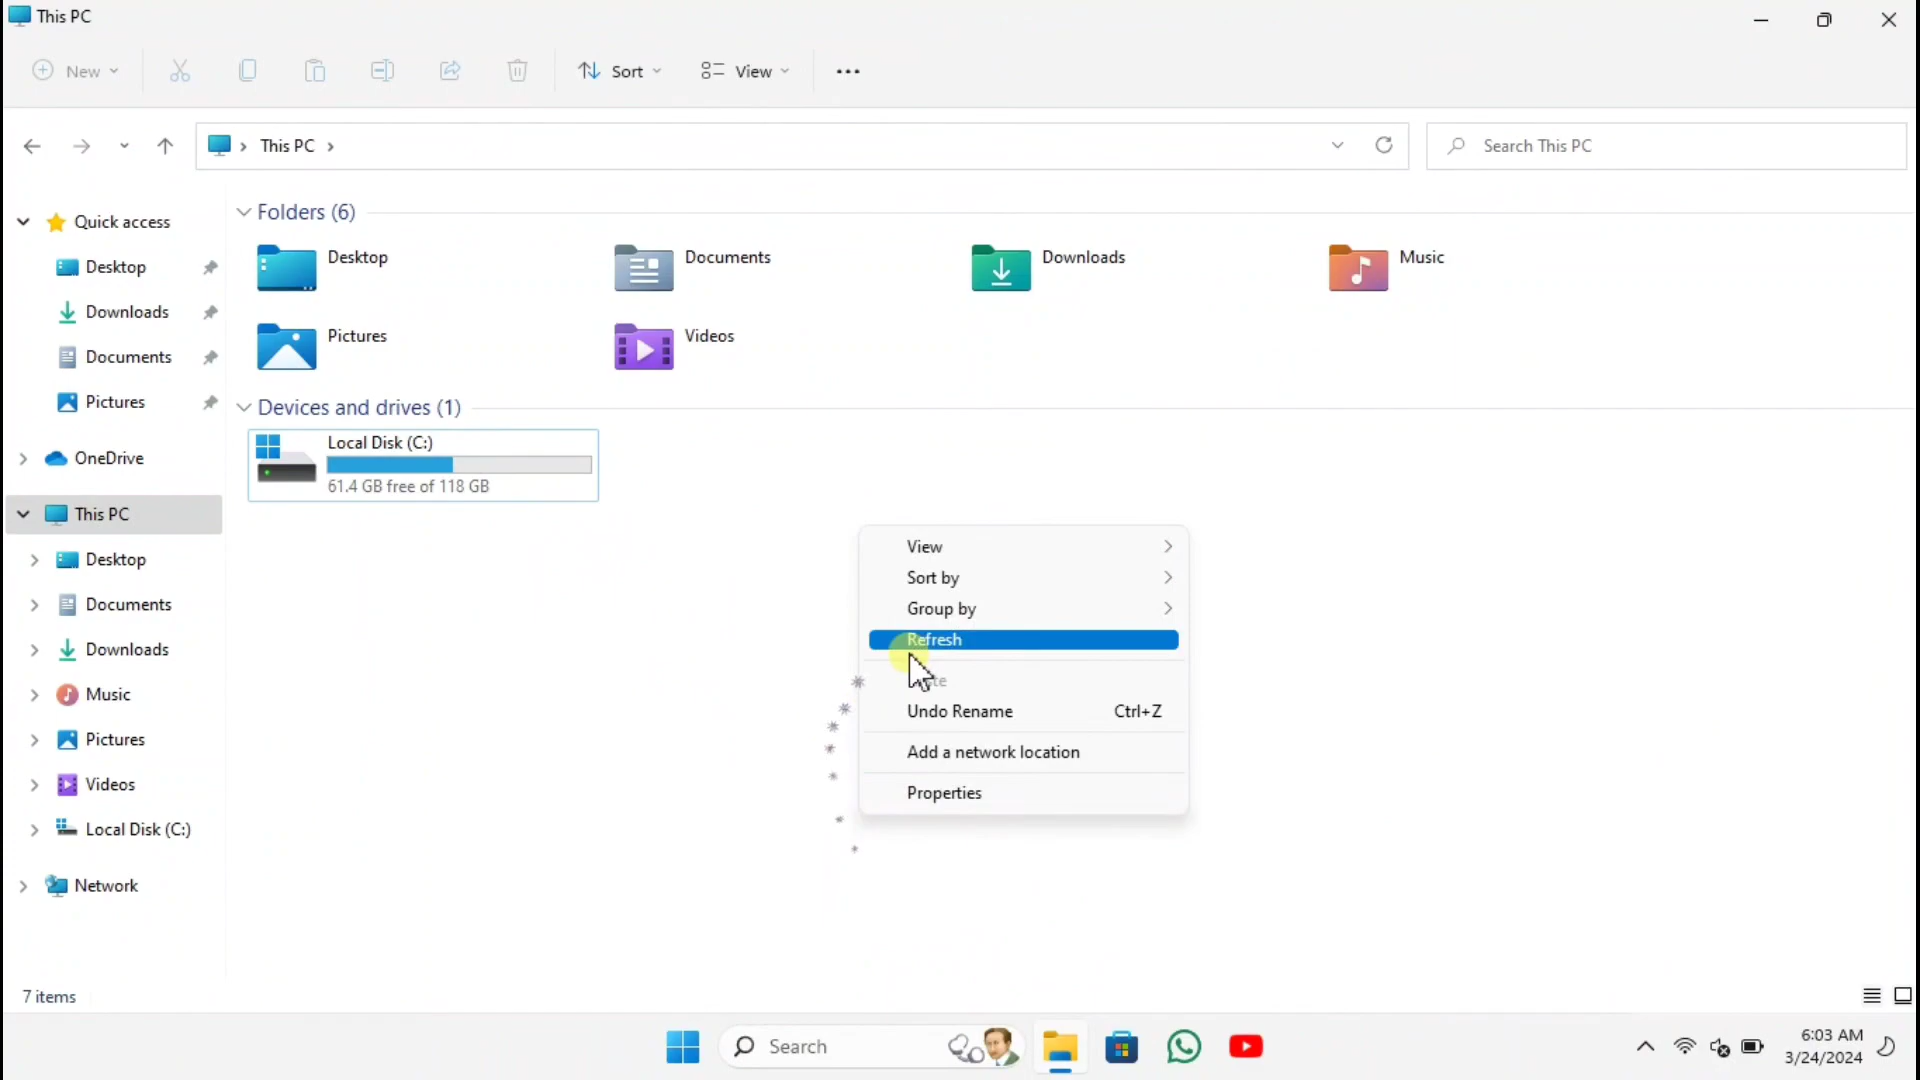 This PC
New
Sort
View
This PC
Search This PC
Quick access
Desktop
Downloads
Documents
Pictures
OneDrive
This PC
Desktop
Documents
Downloads
Music
Pictures
Videos
Local Disk (C:)
Network
Folders (6)
Desktop
Documents
Downloads
Music
Pictures
Videos
Devices and drives (1)
Local Disk (C:)
61.4 GB free of 118 GB
View
Sort by
Group by
Refresh
Undo Rename Ctrl+Z
Add a network location
Properties
7 items
Search
6:03 AM
3/24/2024